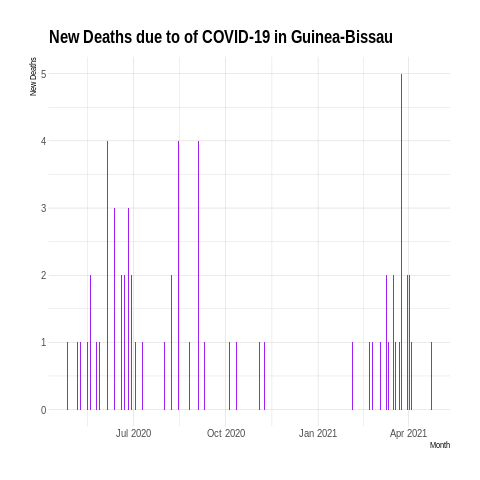 New Deaths due to of COVID-19 in Guinea-Bissau
New Deaths
5
4
3
2
1
0
Jul 2020 Oct 2020 Jan 2021 Apr 2021
Month